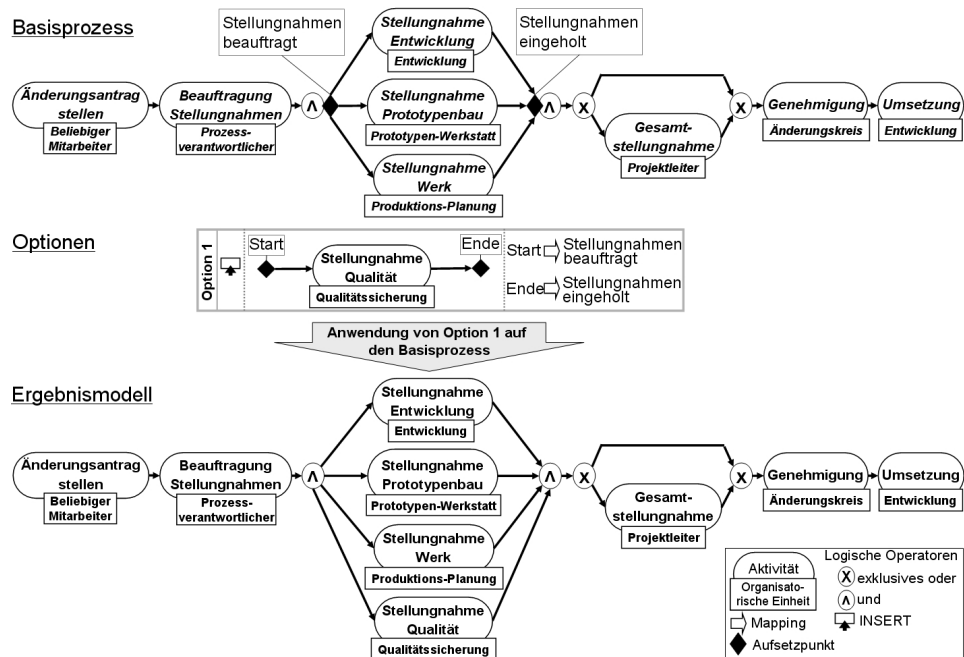 Basisprozess
Stellungnahmen
beauftragt
Stellungnahmen
eingeholt
Änderungsantrag
stellen
Beliebiger
Mitarbeiter
Beauftragung
Stellungnahmen
Prozess-
verantwortlicher
Λ
Stellungnahme
Entwicklung
Entwicklung
Stellungnahme
Prototypenbau
Prototypen-Werkstatt
Stellungnahme
Werk
Produktions-Planung
Λ
X
Gesamt-
stellungnahme
Projektleiter
X
Genehmigung
Änderungskreis
Umsetzung
Entwicklung
Optionen
Option 1
Start
Stellungnahme
Qualität
Qualitätssicherung
Ende
Start
Stellungnahmen
beauftragt
Ende
Stellungnahmen
eingeholt
Anwendung von Option 1 auf
den Basisprozess
Ergebnismodell
Änderungsantrag
stellen
Beliebiger
Mitarbeiter
Beauftragung
Stellungnahmen
Prozess-
verantwortlicher
Λ
Stellungnahme
Entwicklung
Entwicklung
Stellungnahme
Prototypenbau
Prototypen-Werkstatt
Stellungnahme
Werk
Produktions-Planung
Stellungnahme
Qualität
Qualitätssicherung
Λ
X
Gesamt-
stellungnahme
Projektleiter
X
Genehmigung
Änderungskreis
Umsetzung
Entwicklung
Aktivität
Organisato-
rische Einheit
Mapping
Aufsetzpunkt
Logische Operatoren
X exklusives oder
Λ und
INSERT